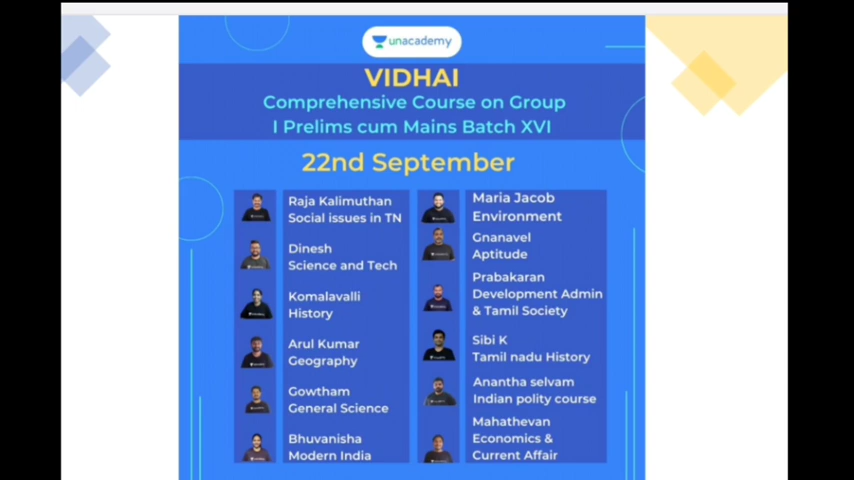 unacademy
VIDHAI
Comprehensive Course on Group
I Prelims cum Mains Batch XVI
22nd September
Raja Kalimuthan
Social issues in TN
Dinesh
Science and Tech
Komalavalli
History
Arul Kumar
Geography
Gowtham
General Science
Bhuvanisha
Modern India
Maria Jacob
Environment
Gnanavel
Aptitude
Prabakaran
Development Admin
& Tamil Society
Sibi K
Tamil nadu History
Anantha selvam
Indian polity course
Mahathevan
Economics &
Current Affair